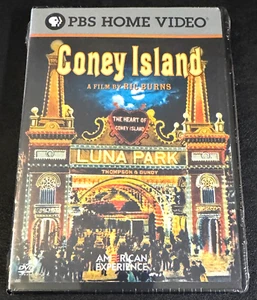 PBS HOME VIDEO
Coney Island
A FILM BY RIC BURNS
THE HEART OF
CONEY ISLAND
LUNA PARK
THOMPSON & DUNDY
AMERICAN
EXPERIENCE
DVD